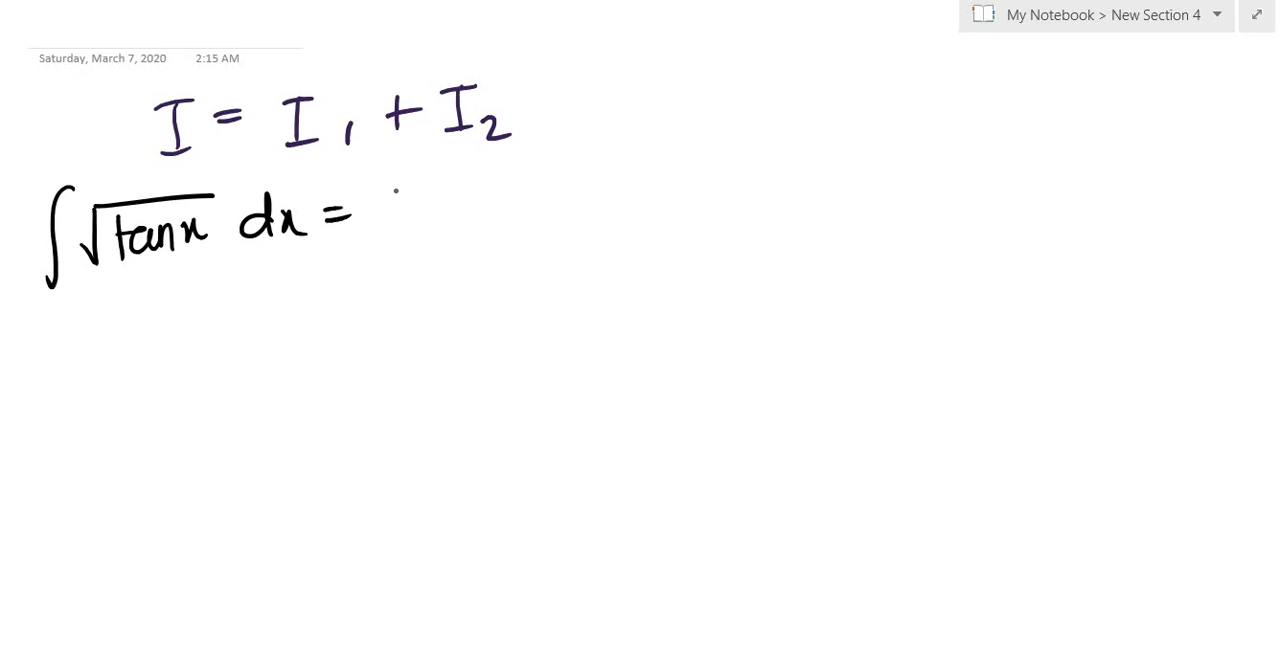 My Notebook > New Section 4
Saturday, March 7, 2020 2:15 AM
I = I₁ + I₂
∫√tanx dx =